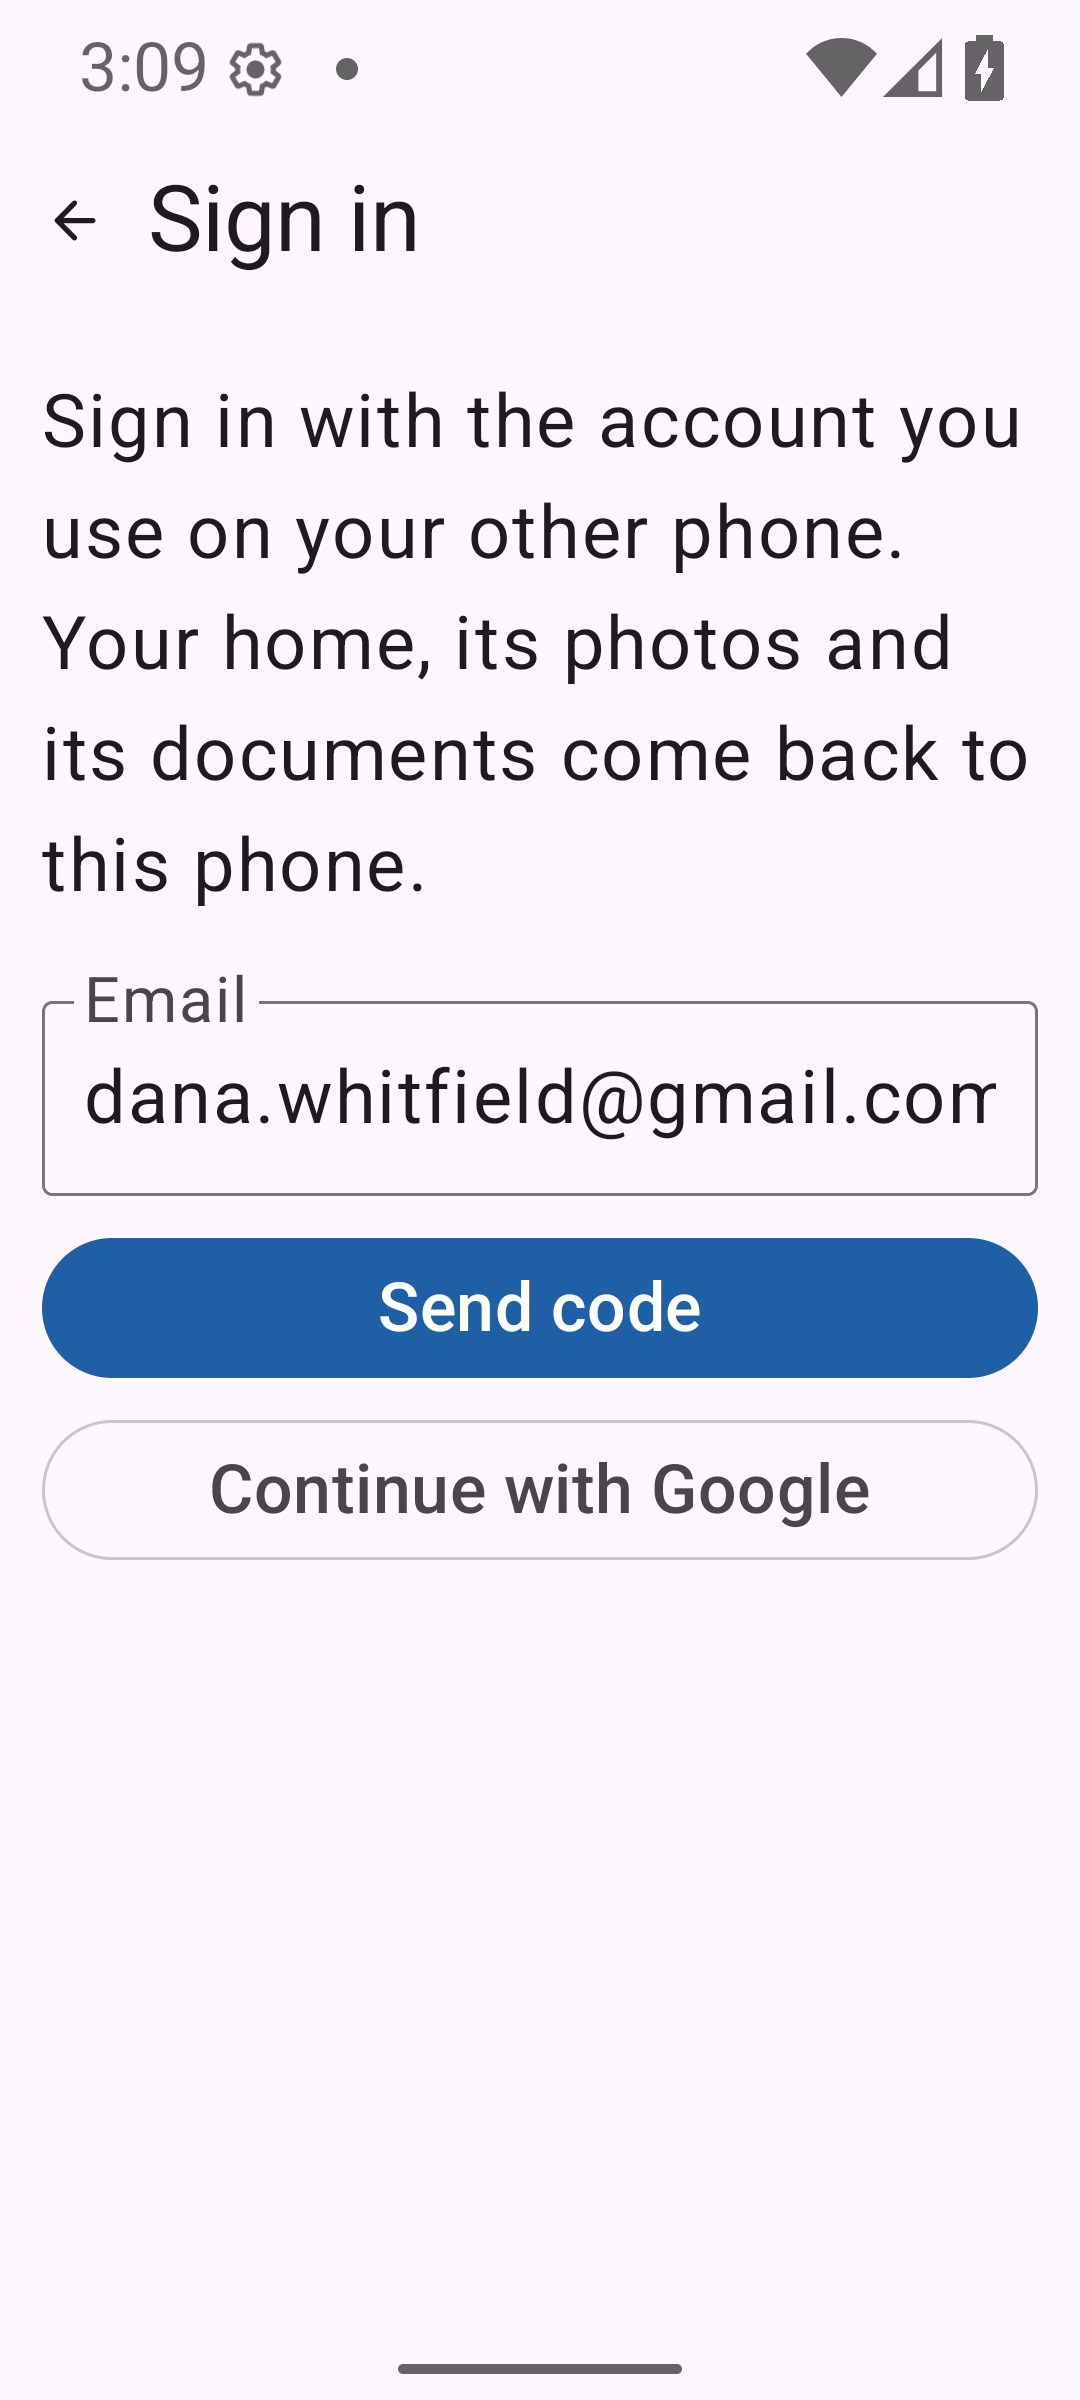 3:09
Sign in
Sign in with the account you
use on your other phone.
Your home, its photos and
its documents come back to
this phone.
Email
dana.whitfield@gmail.com
Send code
Continue with Google